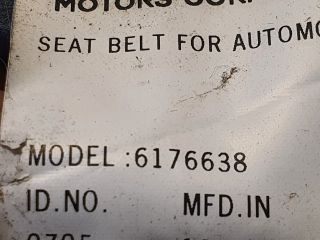 MOTORS CORP
SEAT BELT FOR AUTOMO
MODEL :6176638
ID.NO. MFD.IN